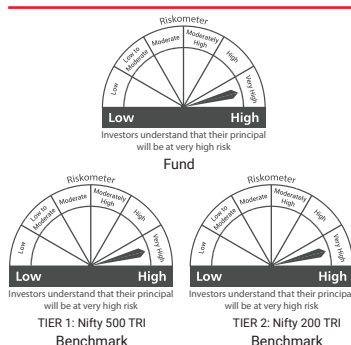 Riskometer
Low
Low to
Moderate
Moderate
Moderately
High
High
Very High
Low High
Investors understand that their principal
will be at very high risk
Fund
Riskometer
Low
Low to
Moderate
Moderate
Moderately
High
High
Very High
Low High
Investors understand that their principal
will be at very high risk
TIER 1: Nifty 500 TRI
Benchmark
Riskometer
Low
Low to
Moderate
Moderate
Moderately
High
High
Very High
Low High
Investors understand that their principa
will be at very high risk
TIER 2: Nifty 200 TRI
Benchmark